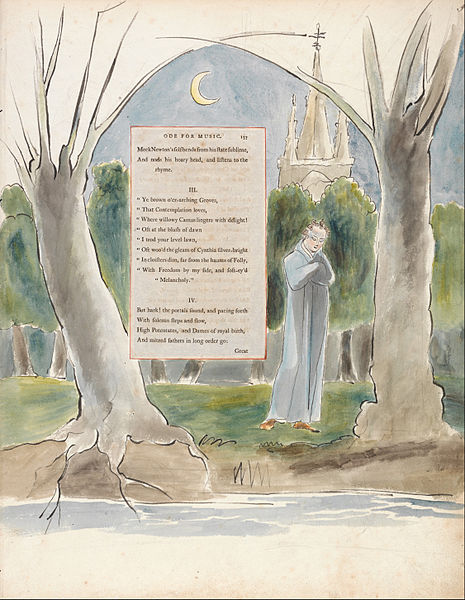 ODE FOR MUSIC. 157
Meek Newton's self bends from his state sublime,
And nods his hoary head, and listens to the
rhyme.
III.
" Ye brown o'er-arching Groves,
" That Contemplation loves,
" Where willowy Camus lingers with delight!
" Oft at the blush of dawn
" I trod your level lawn,
" Oft woo'd the gleam of Cynthia silver-bright
" In cloisters dim, far from the haunts of Folly,
" With Freedom by my side, and soft-ey'd
" Melancholy."
IV.
But hark! the portals sound, and pacing forth
With solemn steps and slow,
High Potentates, and Dames of royal birth,
And mitred fathers in long order go:
Great